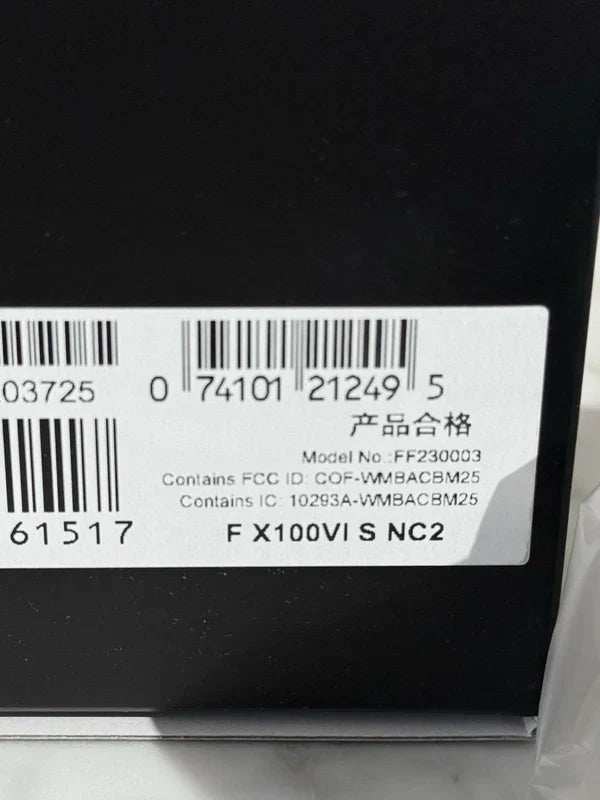 03725
0 74101 21249 5
产品合格
Model No.:FF230003
Contains FCC ID: COF-WMBACBM25
Contains IC: 10293A-WMBACBM25
61517
F X100VI S NC2